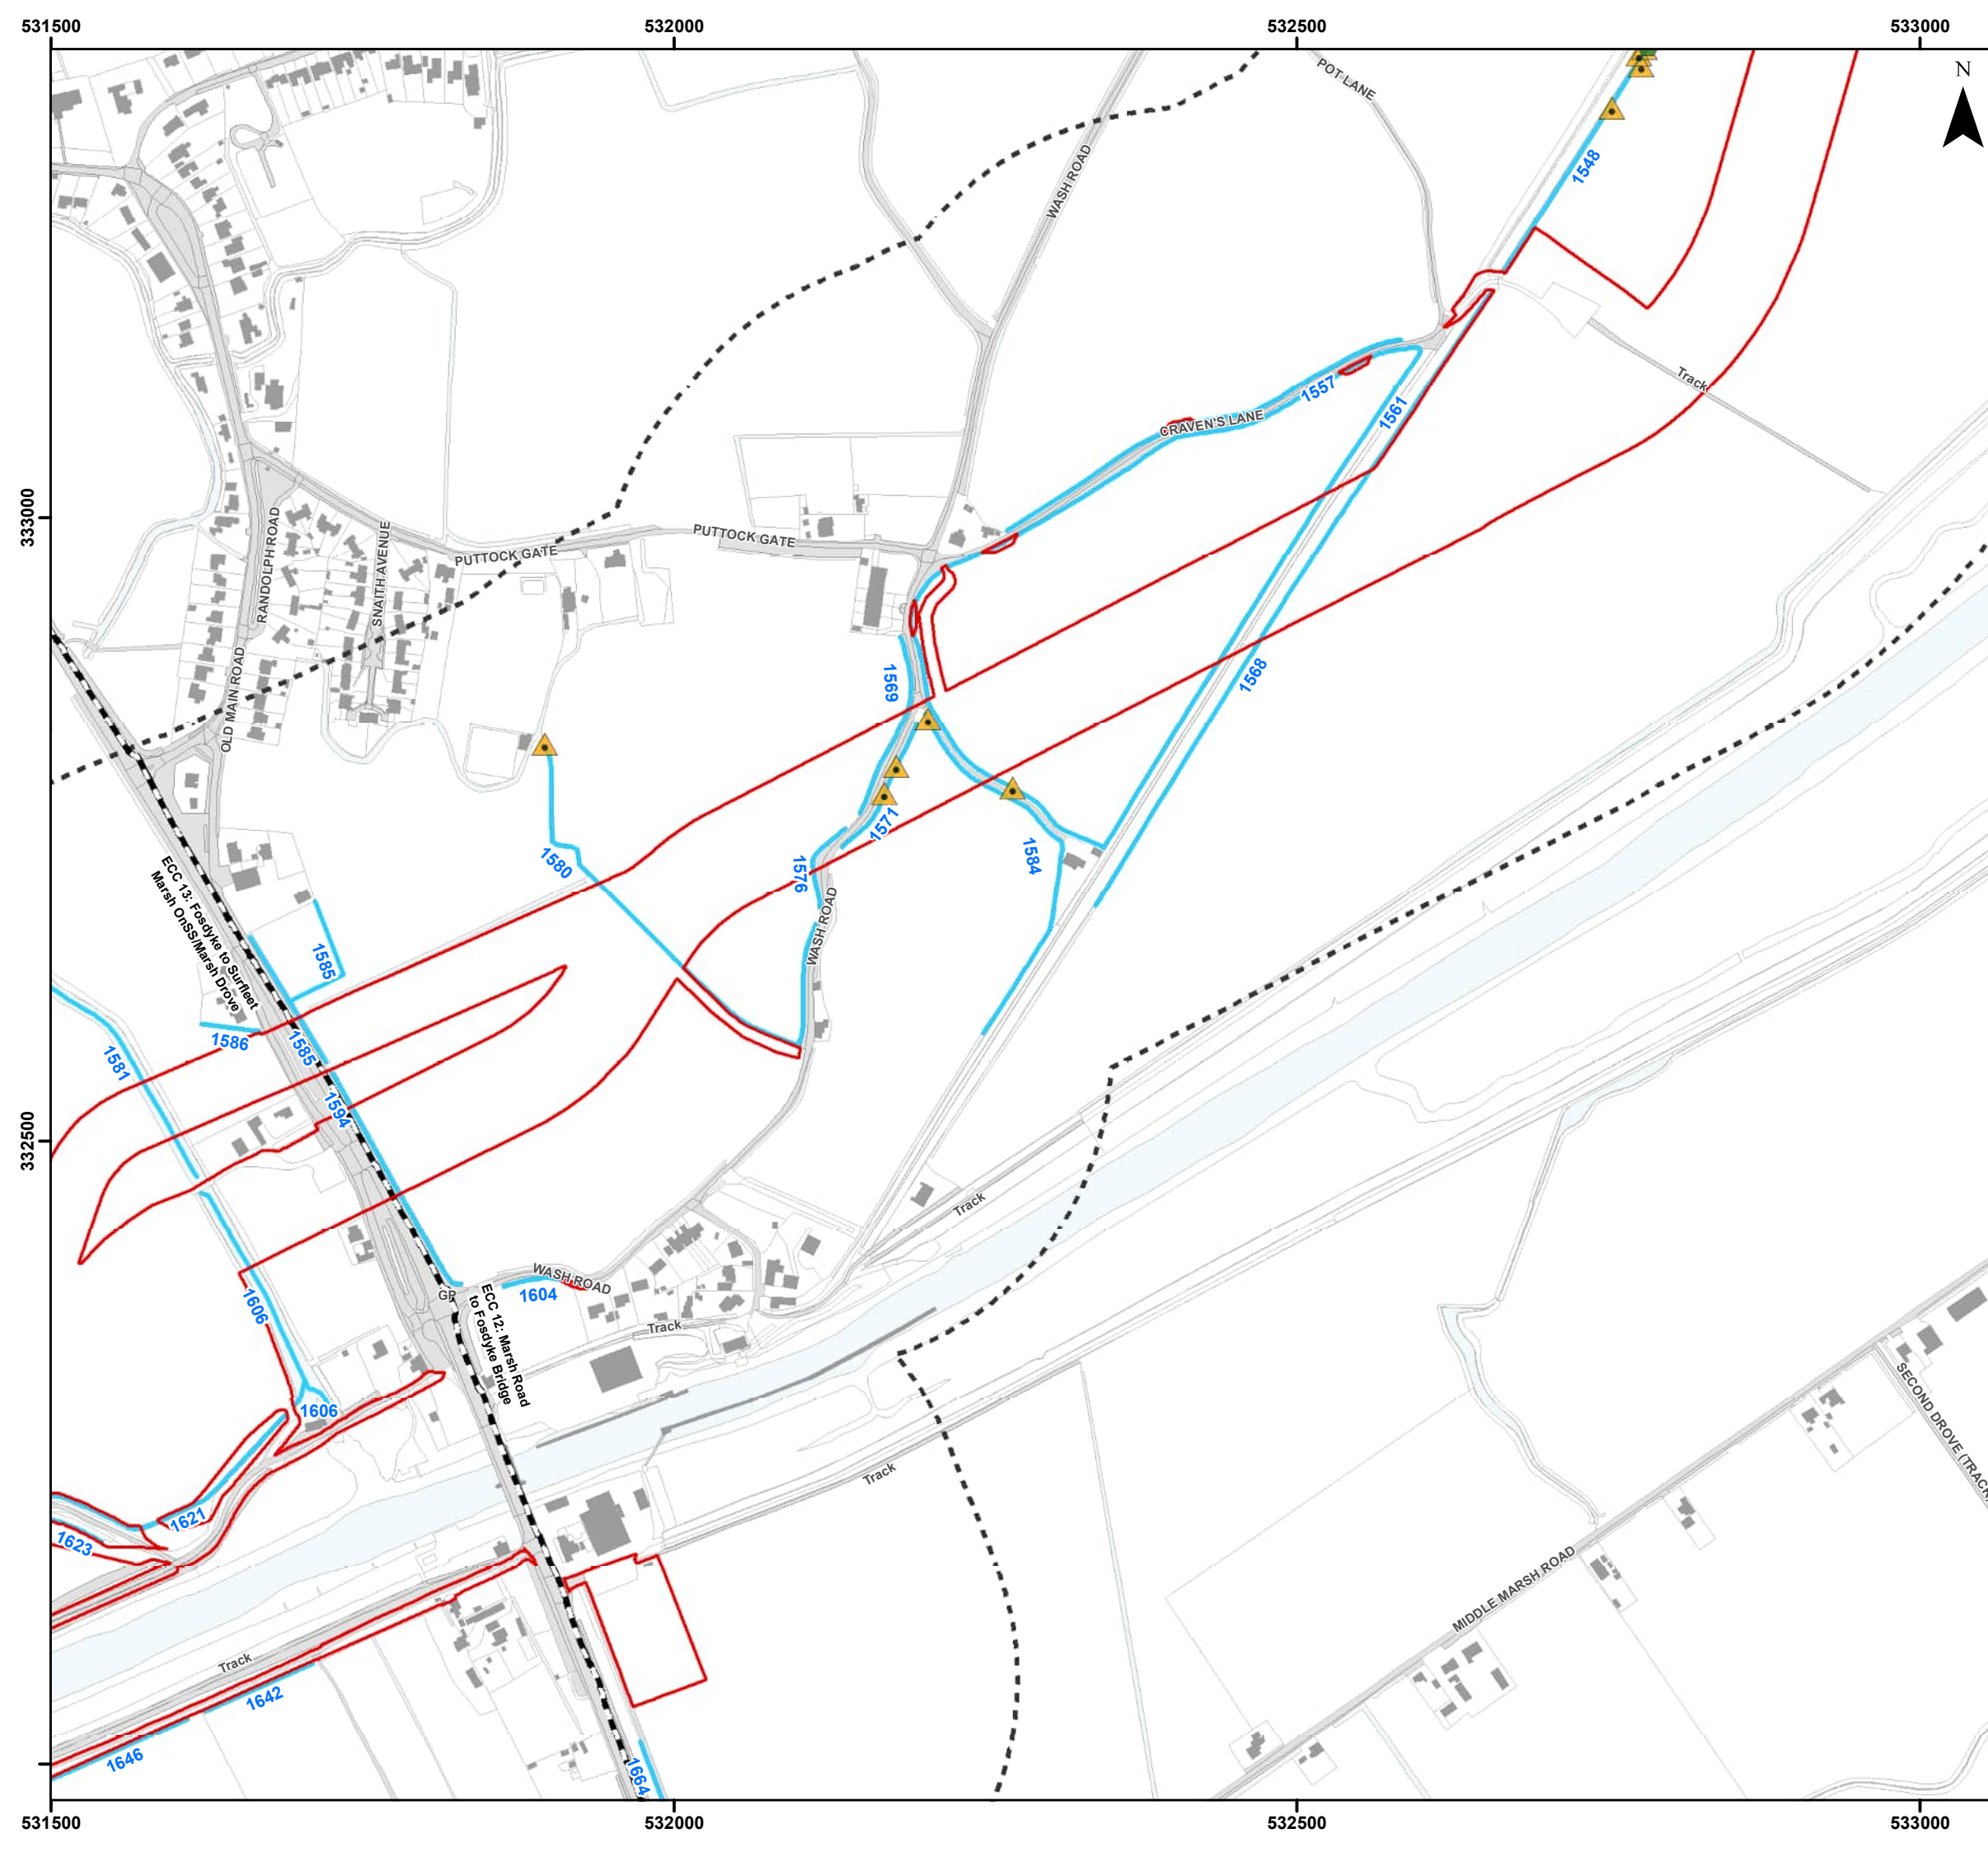 531500
532000
532500
533000
N
POT LANE
WASH ROAD
1548
Track
1557
CRAVEN'S LANE
1561
333000
RANDOLPH ROAD
SNAITH AVENUE
PUTTOCK GATE
PUTTOCK GATE
OLD MAIN ROAD
1569
1568
1571
1580
1576
1584
WASH ROAD
ECC 13: Fosdyke to Surfleet
Marsh OnSS/Marsh Drove
1585
1586
1585
1581
1594
332500
Track
WASH ROAD
1604
GP
1606
ECC 12: Marsh Road
to Fosdyke Bridge
Track
1606
SECOND DROVE (TRACK
Track
1621
1623
MIDDLE MARSH ROAD
Track
1642
1646
1664
531500
532000
532500
533000